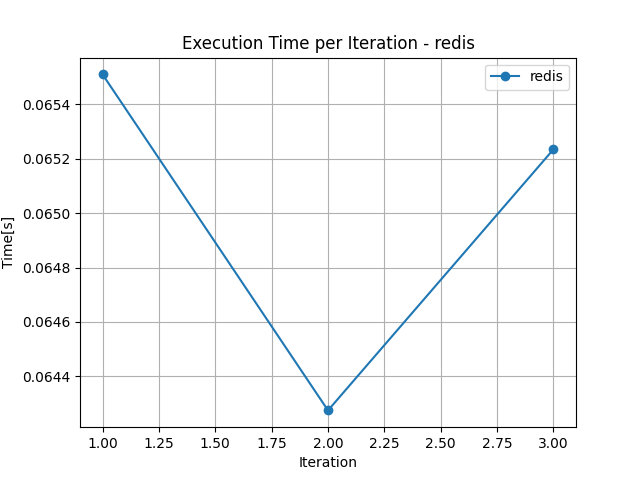 Execution Time per Iteration - redis
redis
0.0654
0.0652
0.0650
0.0648
0.0646
0.0644
Time[s]
1.00 1.25 1.50 1.75 2.00 2.25 2.50 2.75 3.00
Iteration